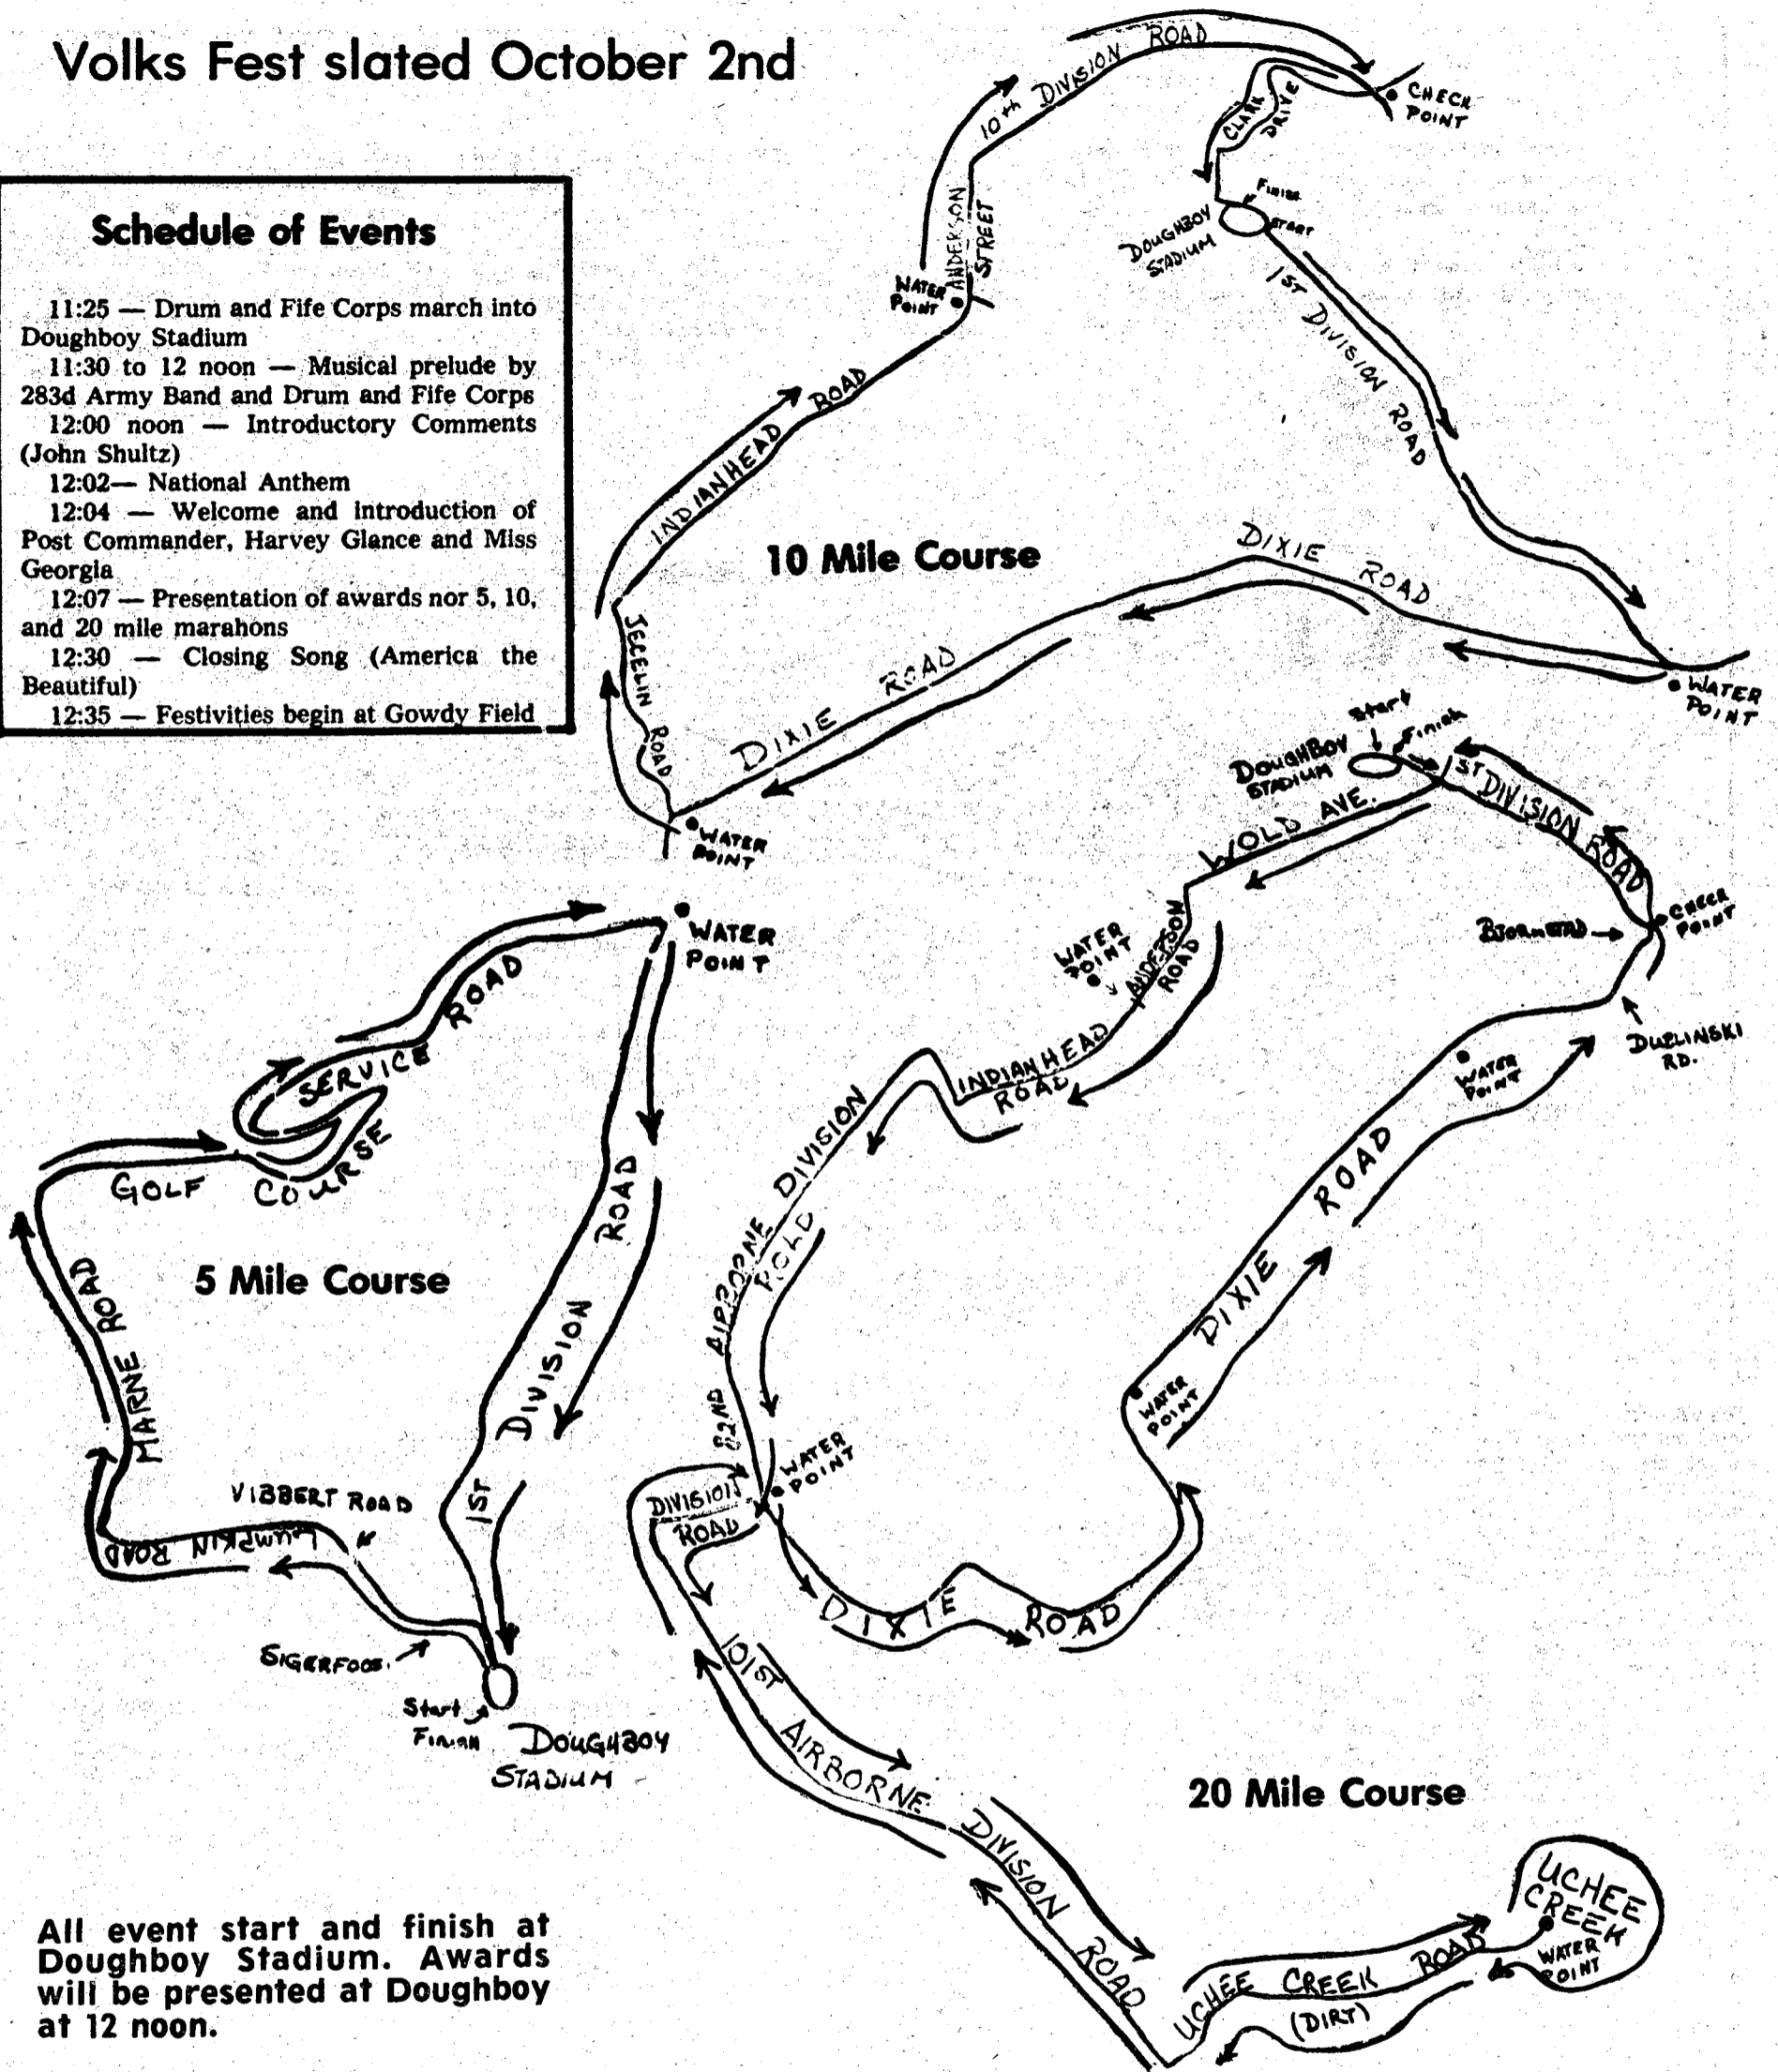 Volks Fest slated October 2nd
Schedule of Events
11:25 — Drum and Fife Corps march into
Doughboy Stadium
11:30 to 12 noon — Musical prelude by
283d Army Band and Drum and Fife Corps
12:00 noon — Introductory Comments
(John Shultz)
12:02— National Anthem
12:04 — Welcome and introduction of
Post Commander, Harvey Glance and Miss
Georgia
12:07 — Presentation of awards nor 5, 10,
and 20 mile marahons
12:30 — Closing Song (America the
Beautiful)
12:35 — Festivities begin at Gowdy Field
10 Mile Course
10th DIVISION ROAD
CHECK
POINT
CLARK
DRIVE
FINISH
START
DOUGHBOY
STADIUM
ANDERSON
STREET
WATER
POINT
1ST DIVISION ROAD
INDIANHEAD ROAD
DIXIE ROAD
WATER
POINT
JECELIN ROAD
DIXIE ROAD
WATER
POINT
5 Mile Course
WATER
POINT
SERVICE ROAD
GOLF COURSE
MARNE ROAD
1ST DIVISION ROAD
VIBBERT ROAD
LUMPKIN ROAD
SIGERFOOS
Start
Finish
DOUGHBOY
STADIUM
20 Mile Course
Start
Finish
DOUGHBOY
STADIUM
1ST DIVISION ROAD
WOLD AVE.
CHECK
POINT
BJORNSTAD
ANDERSON
ROAD
WATER
POINT
DUPLINSKI
RD.
INDIANHEAD
ROAD
WATER
POINT
82ND AIRBORNE DIVISION
ROAD
DIXIE ROAD
WATER
POINT
WATER
POINT
DIVISION
ROAD
DIXIE ROAD
101ST AIRBORNE DIVISION ROAD
UCHEE CREEK ROAD
(DIRT)
UCHEE
CREEK
WATER
POINT
All event start and finish at
Doughboy Stadium. Awards
will be presented at Doughboy
at 12 noon.